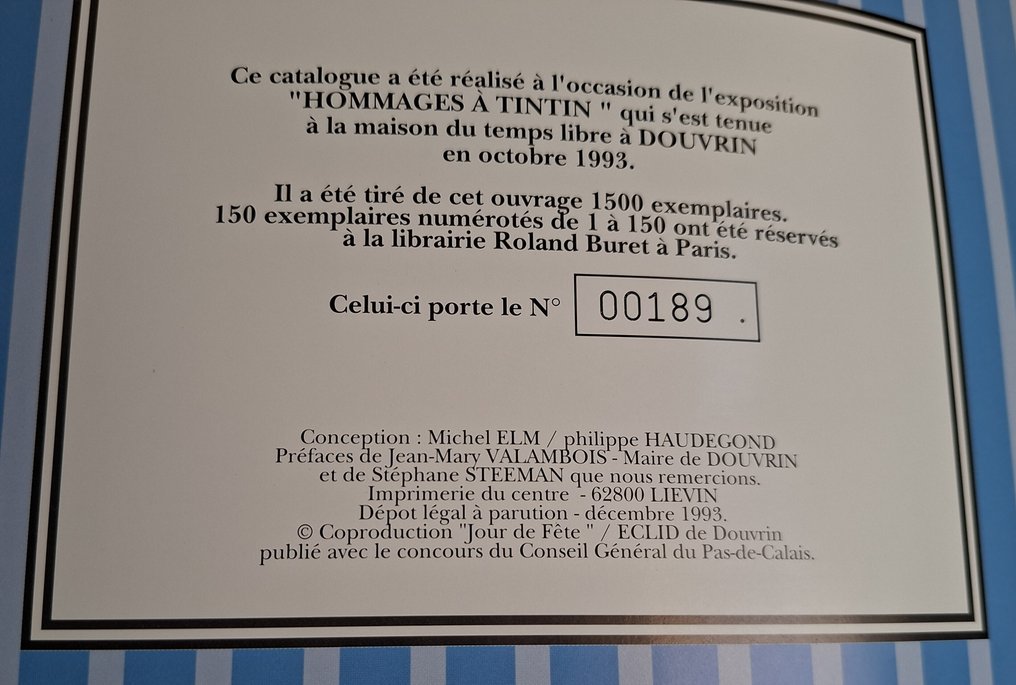 Ce catalogue a été réalisé à l'occasion de l'exposition
"HOMMAGES À TINTIN " qui s'est tenue
à la maison du temps libre à DOUVRIN
en octobre 1993.
Il a été tiré de cet ouvrage 1500 exemplaires.
150 exemplaires numérotés de 1 à 150 ont été réservés
à la librairie Roland Buret à Paris.
Celui-ci porte le N° 00189 .
Conception : Michel ELM / philippe HAUDEGOND
Préfaces de Jean-Mary VALAMBOIS - Maire de DOUVRIN
et de Stéphane STEEMAN que nous remercions.
Imprimerie du centre - 62800 LIEVIN
Dépot légal à parution - décembre 1993.
© Coproduction "Jour de Fête " / ECLID de Douvrin
publié avec le concours du Conseil Général du Pas-de-Calais.